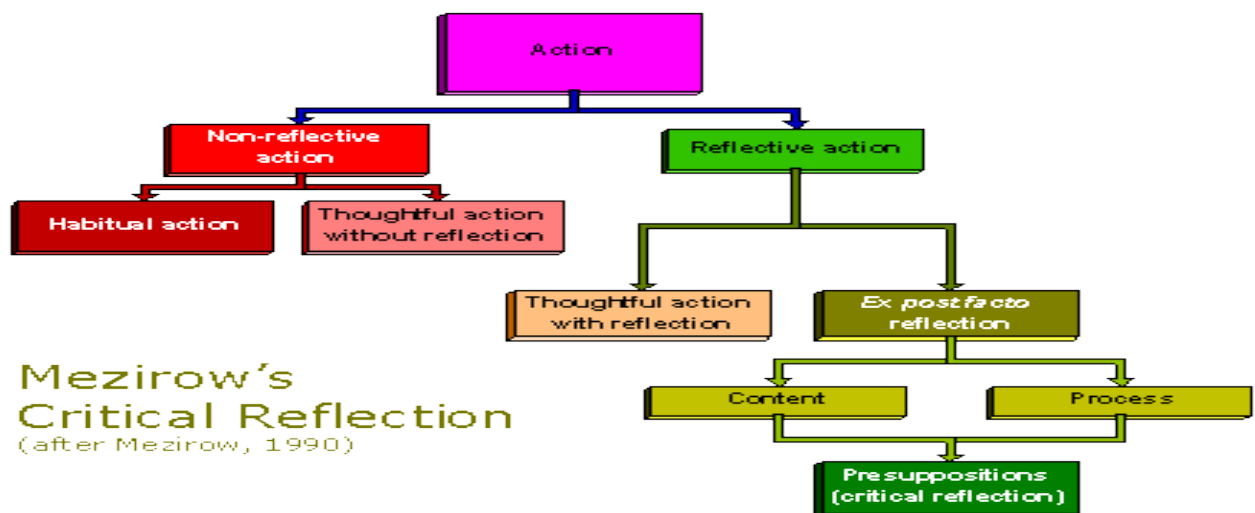 Action
Non-reflective
action
Reflective action
Habitual action
Thoughtful action
without reflection
Thoughtful action
with reflection
Ex post facto
reflection
Mezirow's
Critical Reflection
(after Mezirow, 1990)
Content
Process
Presuppositions
(critical reflection)